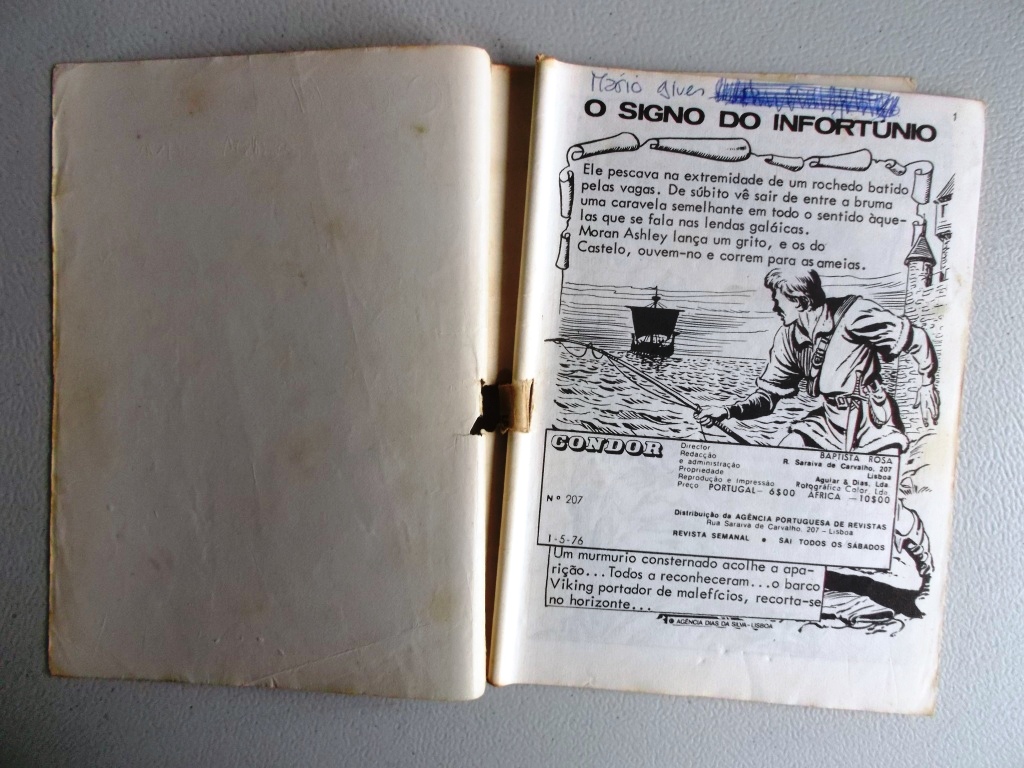 Mário Alves
1
O SIGNO DO INFORTÚNIO
Ele pescava na extremidade de um rochedo batido
pelas vagas. De súbito vê sair de entre a bruma
uma caravela semelhante em todo o sentido àque-
las que se fala nas lendas galóicas.
Moran Ashley lança um grito, e os do
Castelo, ouvem-no e correm para as ameias.
CONDOR
Director BAPTISTA ROSA
Redacção R. Saraiva de Carvalho, 207
e administração Lisboa
Propriedade Aguiar & Dias, Lda.
Reprodução e impressão Rotográfica Color, Lda.
Preço PORTUGAL— 6$00 ÁFRICA —10$00
Nº 207
Distribuição da AGÊNCIA PORTUGUESA DE REVISTAS
Rua Saraiva de Carvalho, 207 — Lisboa
REVISTA SEMANAL • SAI TODOS OS SÁBADOS
1-5-76
Um murmurio consternado acolhe a apa-
rição... Todos a reconheceram... o barco
Viking portador de malefícios, recorta-se
no horizonte...
AGÊNCIA DIAS DA SILVA-LISBOA